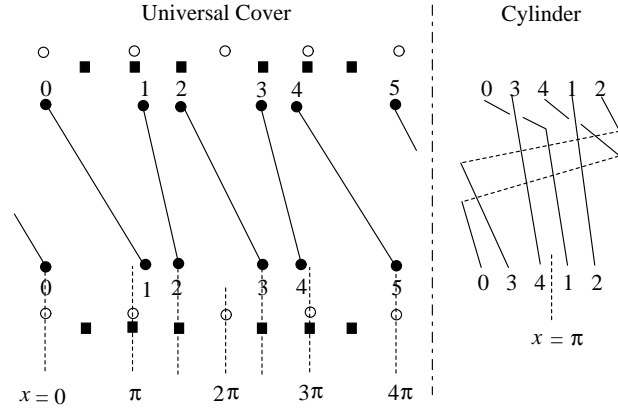 Universal Cover
Cylinder
0 1 2 3 4 5
0 3 4 1 2
0 1 2 3 4 5
0 3 4 1 2
x = π
x = 0 π 2π 3π 4π